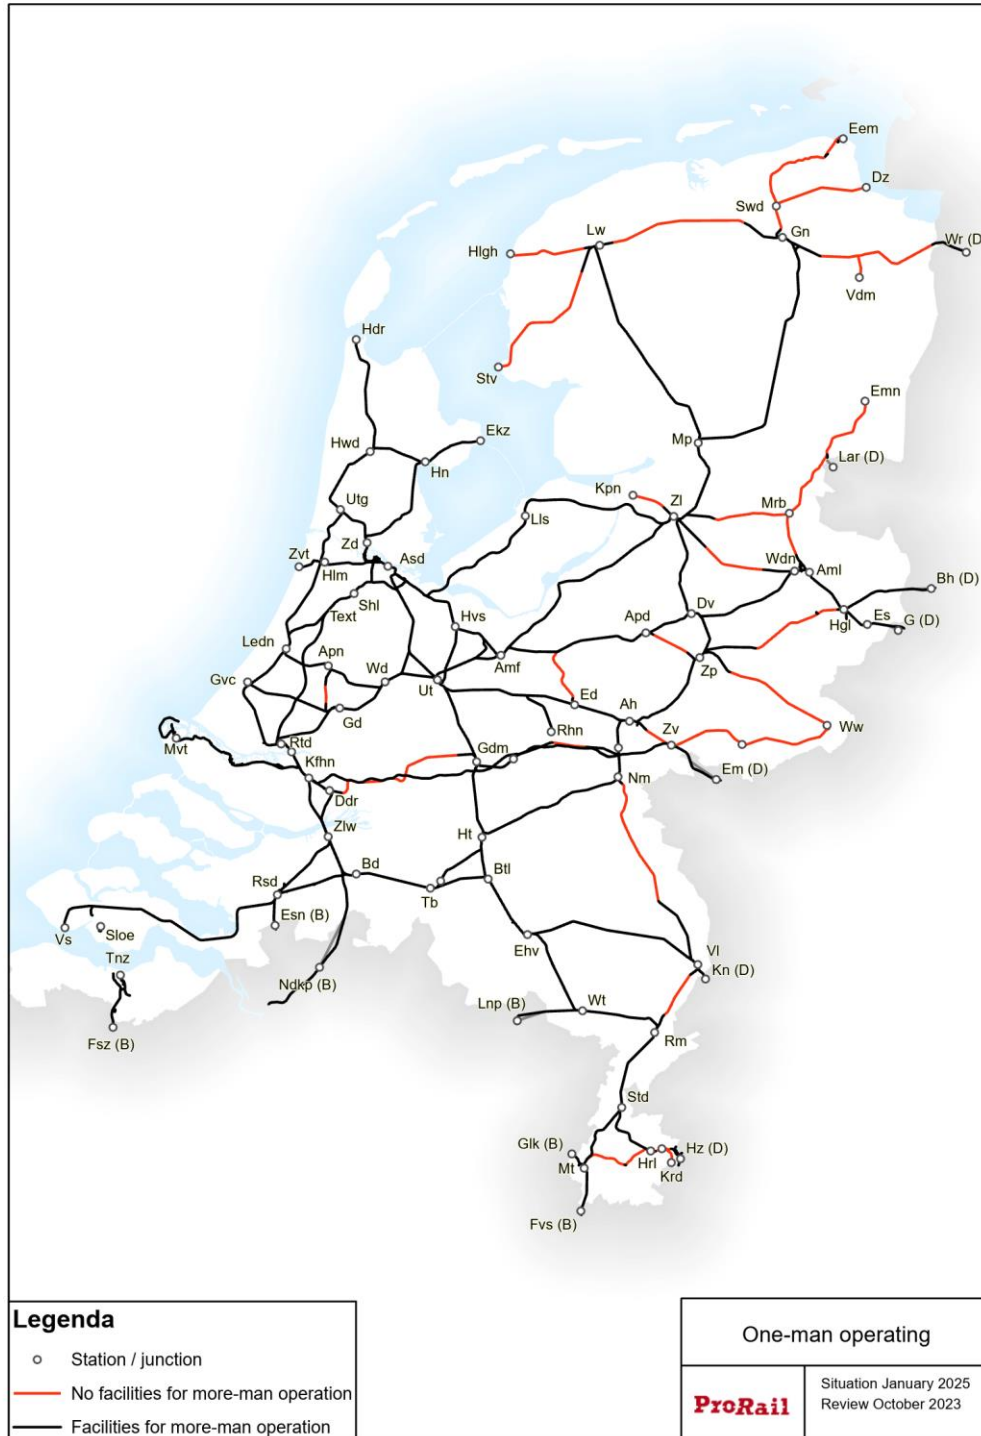 Eem
Dz
Swd
Gn
Lw
Wr (D
Hlgh
Vdm
Hdr
Stv
Emn
Ekz
Mp
Hwd
Hn
Lar (D)
Kpn
Utg
Zl
Mrb
Lls
Zd
Zvt
Asd
Wdn
Hlm
Aml
Bh (D)
Shl
Text
Hvs
Apd
Dv
Hgl
Es
G (D)
Ledn
Apn
Wd
Amf
Zp
Gvc
Ut
Ed
Ah
Gd
Rhn
Zv
Ww
Mvt
Rtd
Kfhn
Gdm
Em (D)
Nm
Ddr
Zlw
Ht
Bd
Btl
Rsd
Tb
Esn (B)
Vs
Sloe
Ehv
Vl
Tnz
Kn (D)
Ndkp (B)
Lnp (B)
Wt
Fsz (B)
Rm
Std
Glk (B)
Hz (D)
Mt
Hrl
Krd
Fvs (B)
Legenda
Station / junction
No facilities for more-man operation
Facilities for more-man operation
One-man operating
ProRail
Situation January 2025
Review October 2023